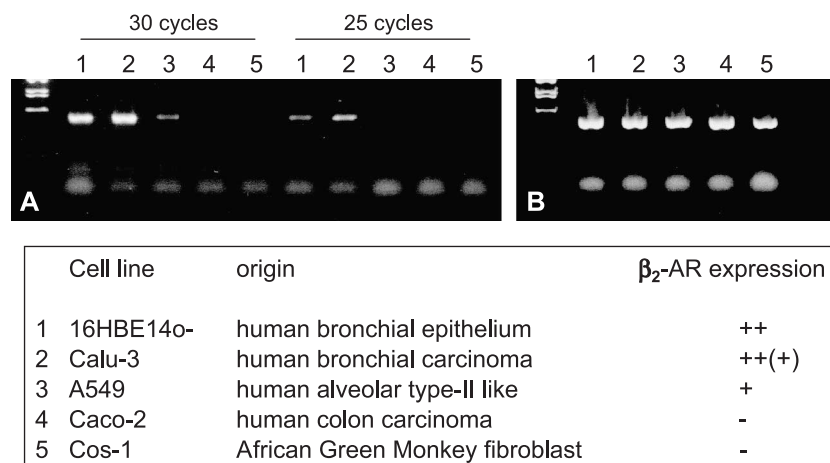 30 cycles 25 cycles
1 2 3 4 5 1 2 3 4 5 1 2 3 4 5
A B
Cell line origin β₂-AR expression
1 16HBE14o- human bronchial epithelium ++
2 Calu-3 human bronchial carcinoma ++(+)
3 A549 human alveolar type-II like +
4 Caco-2 human colon carcinoma -
5 Cos-1 African Green Monkey fibroblast -